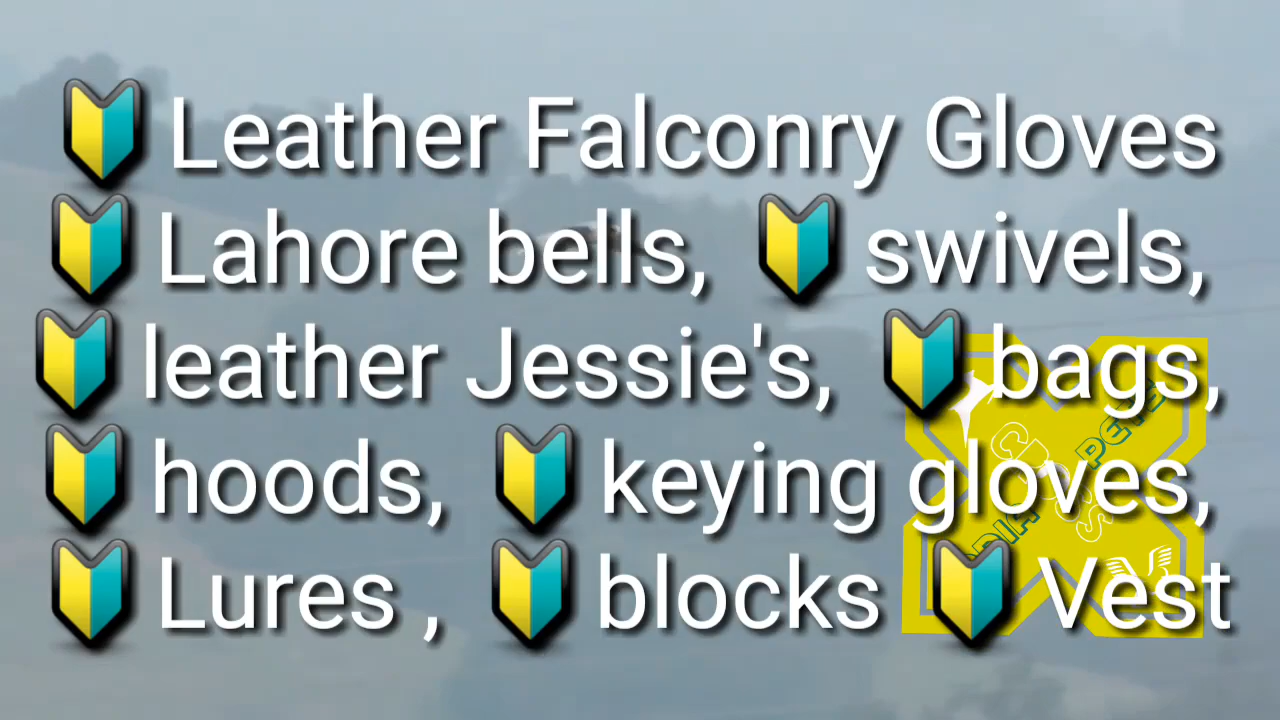 🔰 Leather Falconry Gloves
🔰 Lahore bells, 🔰 swivels,
🔰 leather Jessie's, 🔰 bags,
🔰 hoods, 🔰 keying gloves,
🔰 Lures , 🔰 blocks 🔰 Vest